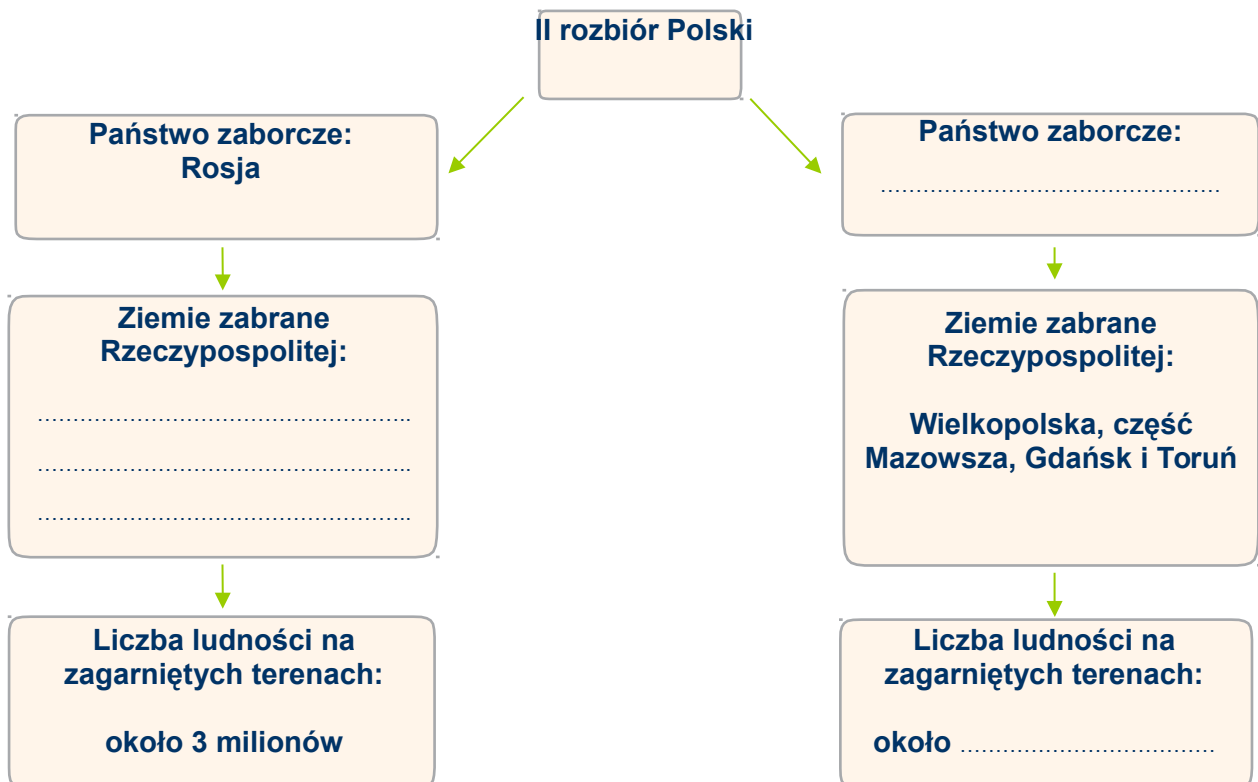 II rozbiór Polski
Państwo zaborcze:
Rosja
Ziemie zabrane
Rzeczypospolitej:
……………………………………………..
……………………………………………..
……………………………………………..
Liczba ludności na
zagarniętych terenach:
około 3 milionów
Państwo zaborcze:
…………………………………………
Ziemie zabrane
Rzeczypospolitej:
Wielkopolska, część
Mazowsza, Gdańsk i Toruń
Liczba ludności na
zagarniętych terenach:
około ………………………………